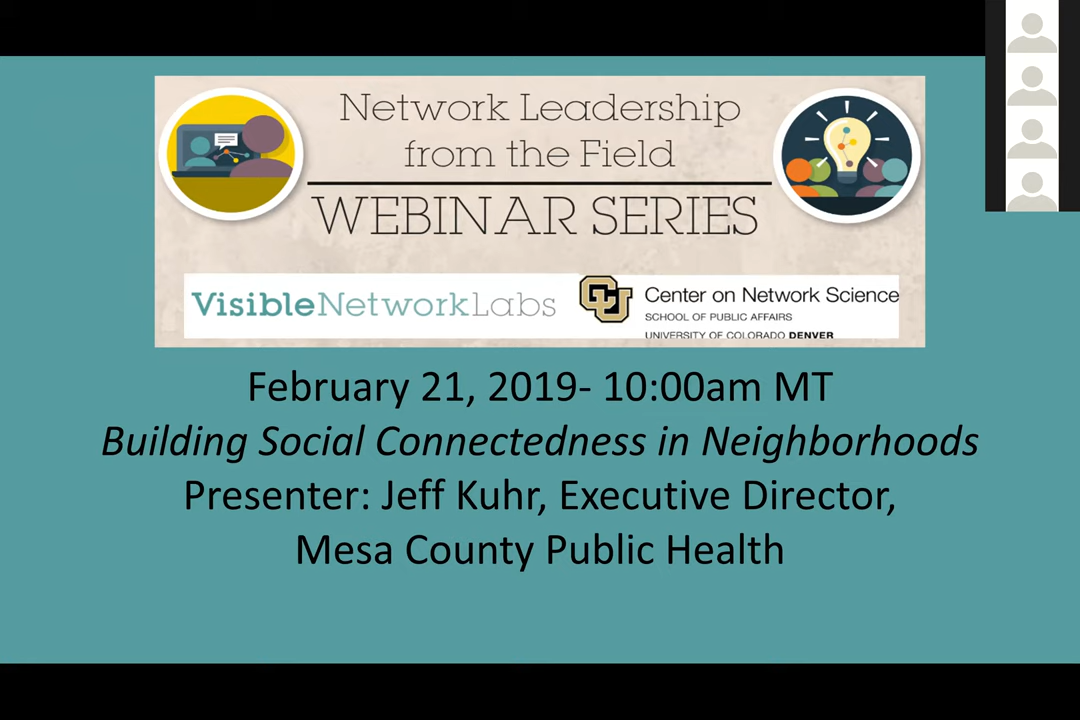 Network Leadership
from the Field
WEBINAR SERIES
VisibleNetworkLabs
CU
Center on Network Science
SCHOOL OF PUBLIC AFFAIRS
UNIVERSITY OF COLORADO DENVER
February 21, 2019- 10:00am MT
Building Social Connectedness in Neighborhoods
Presenter: Jeff Kuhr, Executive Director,
Mesa County Public Health